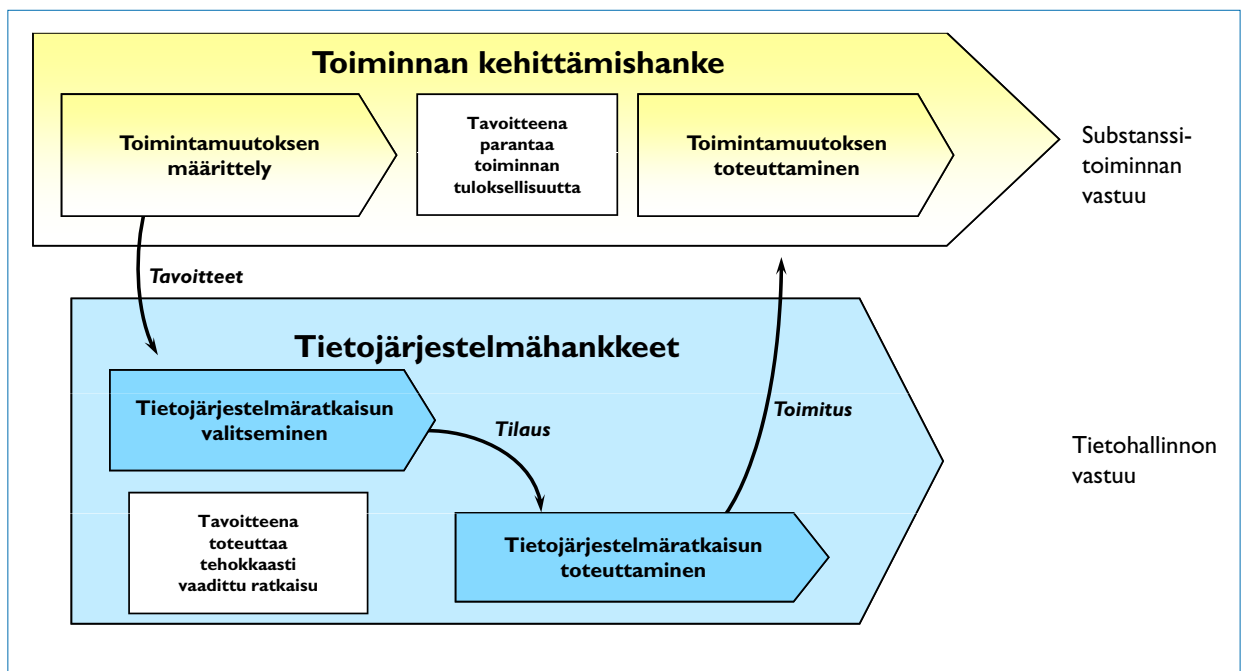 Toiminnan kehittämishanke
Toimintamuutoksen
määrittely
Tavoitteena
parantaa
toiminnan
tuloksellisuutta
Toimintamuutoksen
toteuttaminen
Substanssi-
toiminnan
vastuu
Tavoitteet
Tietojärjestelmähankkeet
Tietojärjestelmäratkaisun
valitseminen
Tilaus
Toimitus
Tietohallinnon
vastuu
Tavoitteena
toteuttaa
tehokkaasti
vaadittu ratkaisu
Tietojärjestelmäratkaisun
toteuttaminen